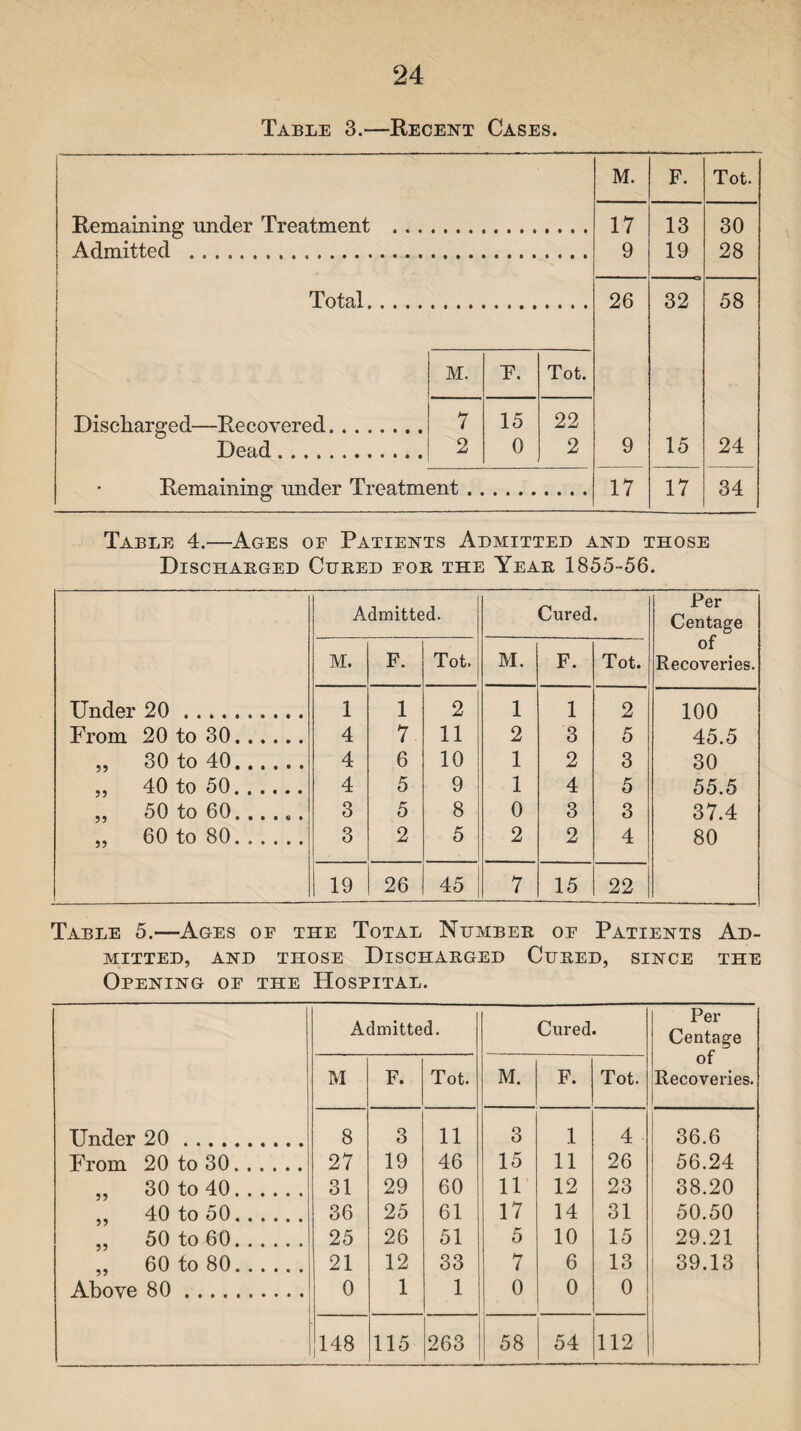 24
TABLE 3.—RECENT CASES.
M. F. Tot.
Remaining under Treatment .................. 17 13 30
Admitted .................. 9 19 28
Total.................. 26 32 58
M. F. Tot.
Discharged—Recovered........ 7 15 22
Dead............ 2 0 2 9 15 24
Remaining under Treatment.......... 17 17 34
TABLE 4.—AGES OF PATIENTS ADMITTED AND THOSE
DISCHARGED CURED FOR THE YEAR 1855-56.
Admitted. Cured. Per Centage of Recoveries.
M. F. Tot. M. F. Tot.
Under 20 .......... 1 1 2 1 1 2 100
From 20 to 30...... 4 7 11 2 3 5 45.5
„ 30 to 40...... 4 6 10 1 2 3 30
„ 40 to 50...... 4 5 9 1 4 5 55.5
„ 50 to 60...... 3 5 8 0 3 3 37.4
„ 60 to 80...... 3 2 5 2 2 4 80
19 26 45 7 15 22
TABLE 5.—AGES OF THE TOTAL NUMBER OF PATIENTS AD-
MITTED, AND THOSE DISCHARGED CURED, SINCE THE
OPENING OF THE HOSPITAL.
Admitted. Cured. Per Centage of Recoveries.
M F. Tot. M. F. Tot.
Under 20 .......... 8 3 11 3 1 4 36.6
From 20 to 30...... 27 19 46 15 11 26 56.24
„ 30 to 40...... 31 29 60 11 12 23 38.20
„ 40 to 50...... 36 25 61 17 14 31 50.50
„ 50 to 60...... 25 26 51 5 10 15 29.21
„ 60 to 80...... 21 12 33 7 6 13 39.13
Above 80 .......... 0 1 1 0 0 0
148 115 263 58 54 112